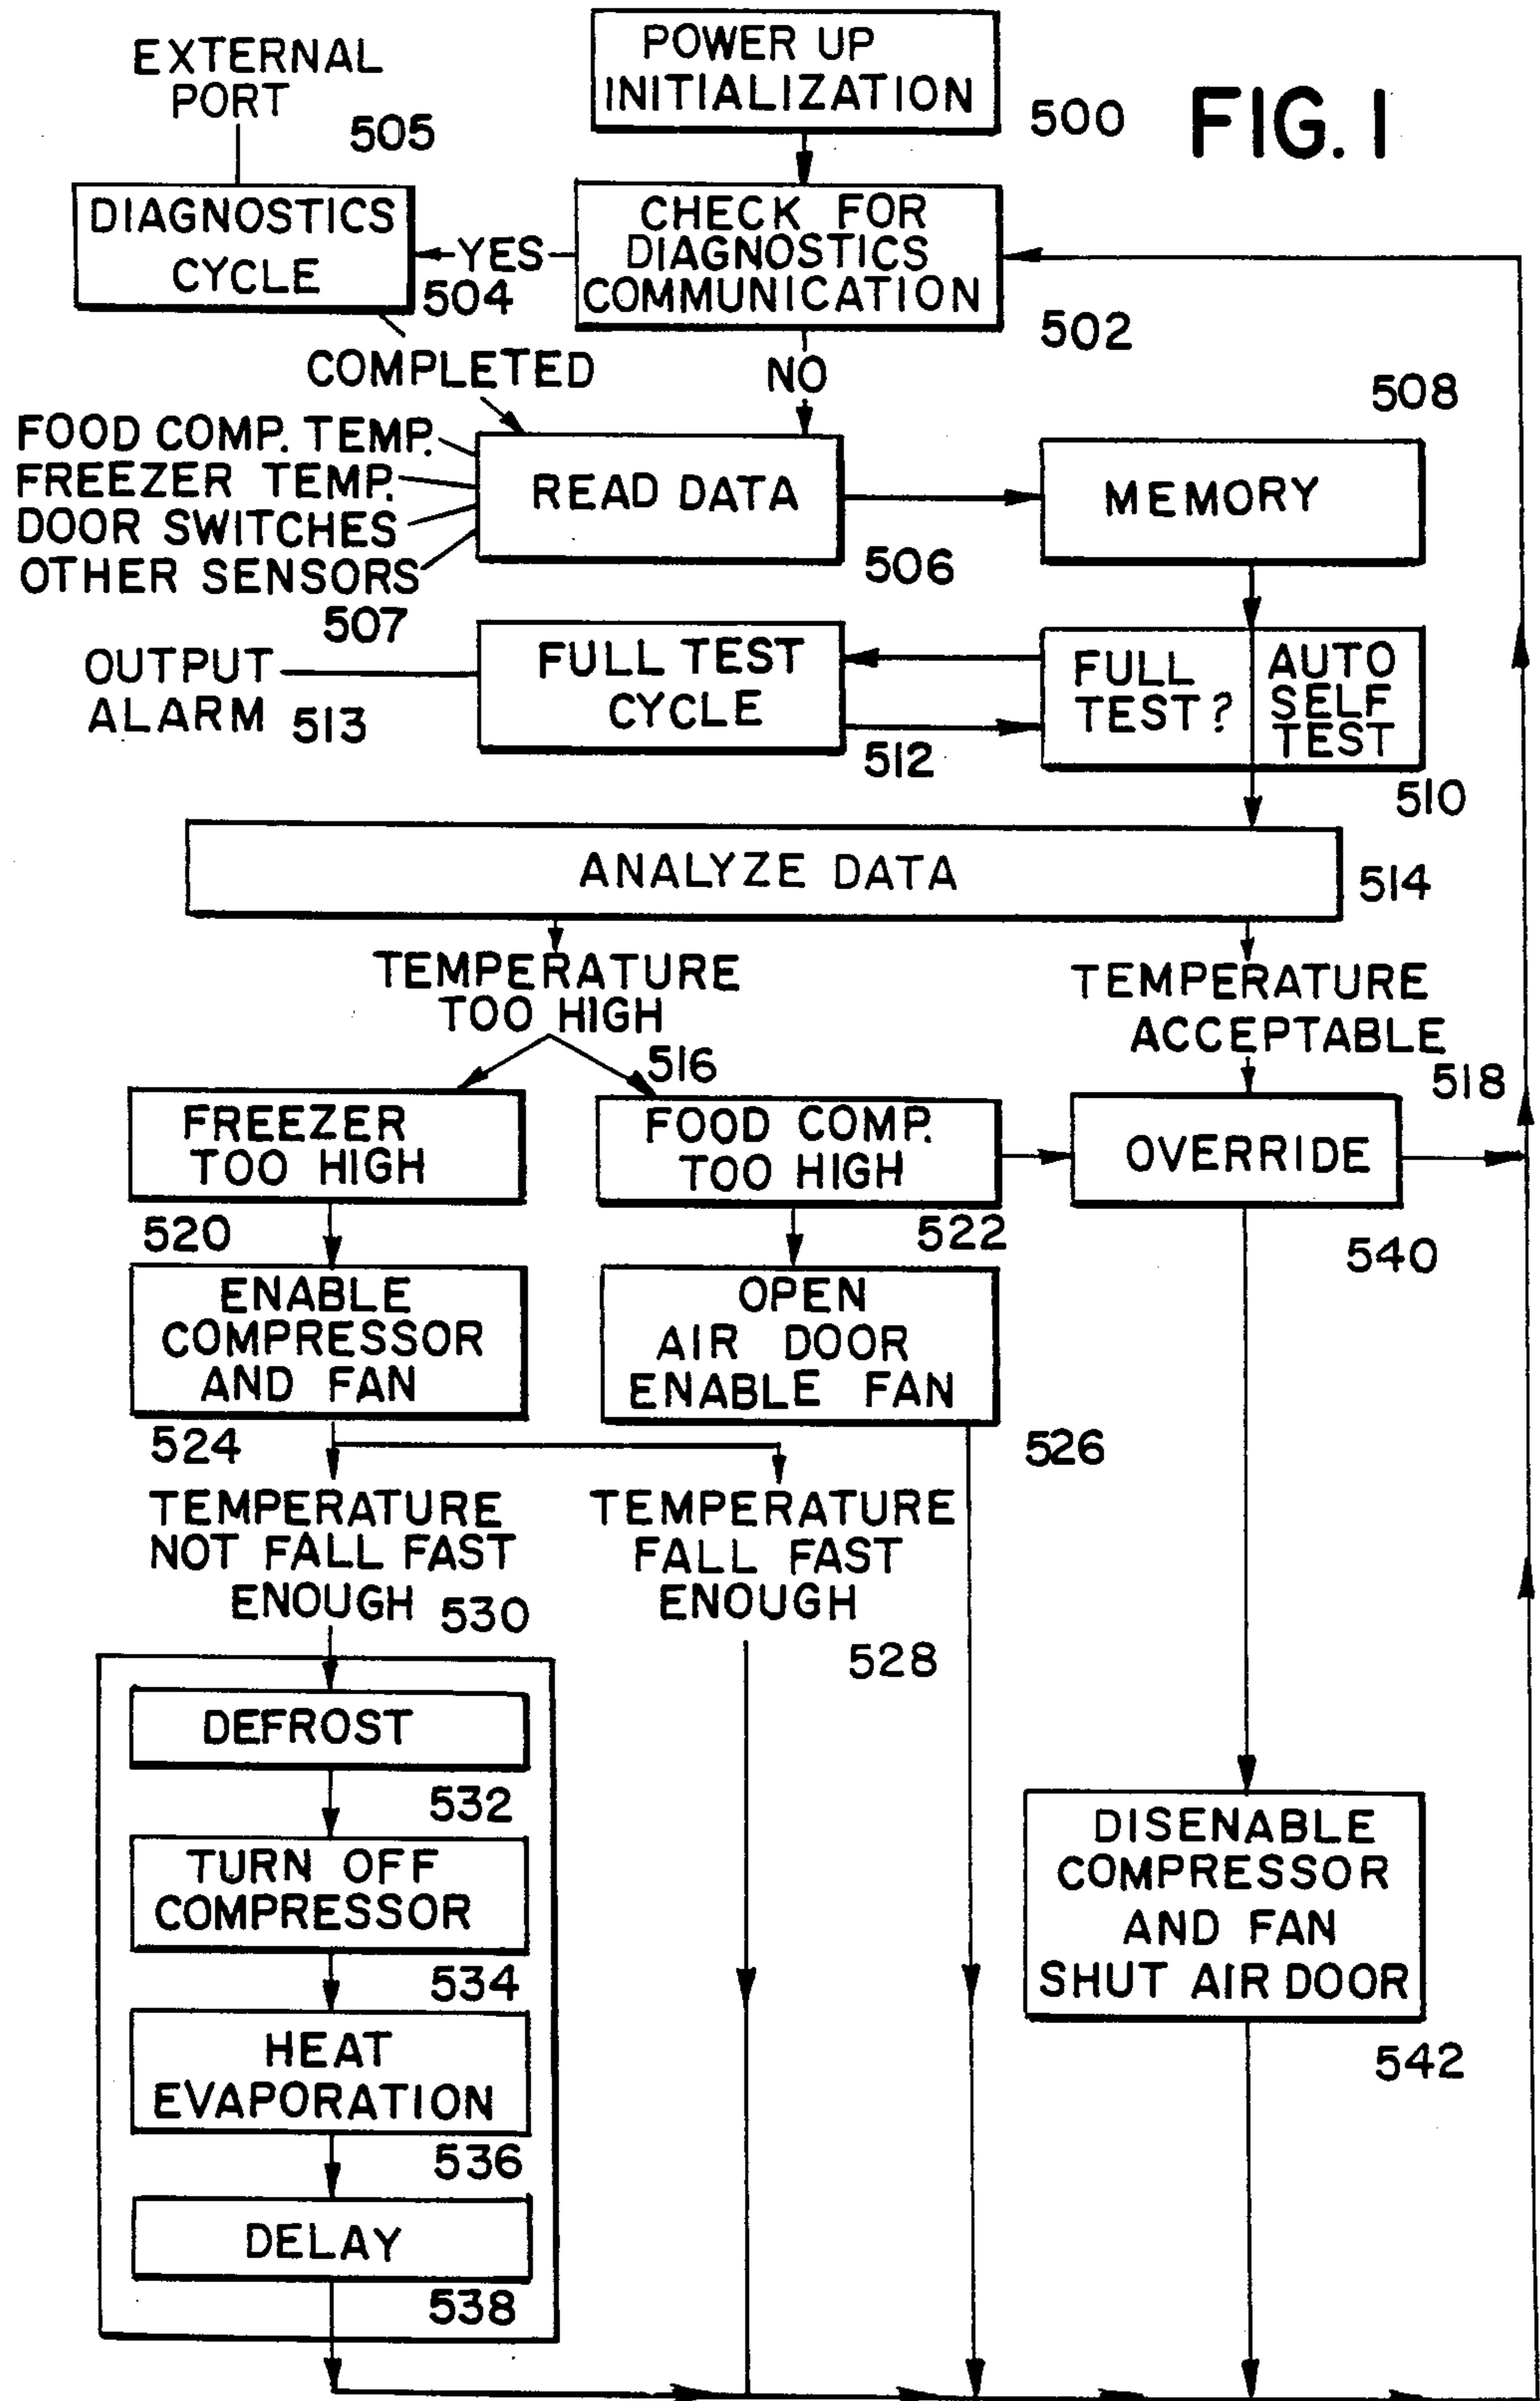 POWER UP
INITIALIZATION
500
FIG. 1
EXTERNAL
PORT
505
DIAGNOSTICS
CYCLE
504
YES
CHECK FOR
DIAGNOSTICS
COMMUNICATION
502
COMPLETED
NO
508
FOOD COMP. TEMP.
FREEZER TEMP.
DOOR SWITCHES
OTHER SENSORS
507
READ DATA
506
MEMORY
OUTPUT
ALARM
513
FULL TEST
CYCLE
512
FULL
TEST?
AUTO
SELF
TEST
510
ANALYZE DATA
514
TEMPERATURE
TOO HIGH
516
TEMPERATURE
ACCEPTABLE
518
FREEZER
TOO HIGH
520
FOOD COMP.
TOO HIGH
522
OVERRIDE
540
ENABLE
COMPRESSOR
AND FAN
524
OPEN
AIR DOOR
ENABLE FAN
526
TEMPERATURE
NOT FALL FAST
ENOUGH
530
TEMPERATURE
FALL FAST
ENOUGH
528
DEFROST
532
TURN OFF
COMPRESSOR
534
HEAT
EVAPORATION
536
DELAY
538
DISENABLE
COMPRESSOR
AND FAN
SHUT AIR DOOR
542